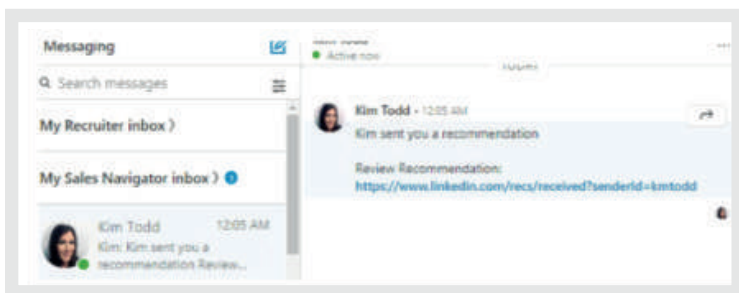 Messaging
Search messages
My Recruiter inbox >
My Sales Navigator inbox >
Kim Todd 12:05 AM
Kim: Kim sent you a
recommendation Review...
Active now
TODAY
Kim Todd • 12:05 AM
Kim sent you a recommendation
Review Recommendation:
https://www.linkedin.com/recs/received?senderId=kmtodd